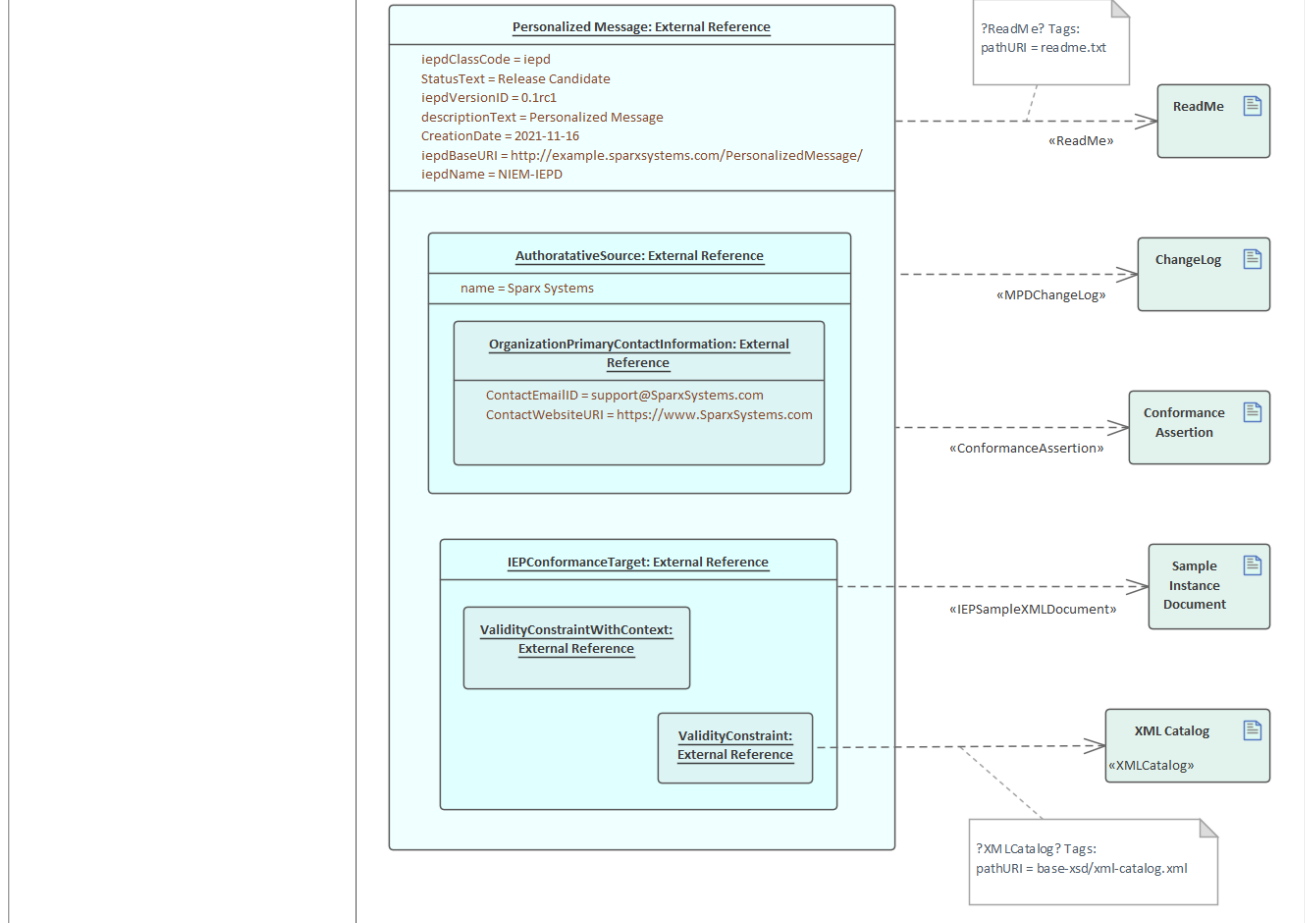 Personalized Message: External Reference
iepdClassCode = iepd
StatusText = Release Candidate
iepdVersionID = 0.1rc1
descriptionText = Personalized Message
CreationDate = 2021-11-16
iepdBaseURI = http://example.sparxsystems.com/PersonalizedMessage/
iepdName = NIEM-IEPD
?ReadMe? Tags:
pathURI = readme.txt
ReadMe
«ReadMe»
AuthoratativeSource: External Reference
name = Sparx Systems
OrganizationPrimaryContactInformation: External
Reference
ContactEmailID = support@SparxSystems.com
ContactWebsiteURI = https://www.SparxSystems.com
ChangeLog
«MPDChangeLog»
Conformance
Assertion
«ConformanceAssertion»
IEPConformanceTarget: External Reference
ValidityConstraintWithContext:
External Reference
ValidityConstraint:
External Reference
Sample
Instance
Document
«IEPSampleXMLDocument»
XML Catalog
«XMLCatalog»
?XMLCatalog? Tags:
pathURI = base-xsd/xml-catalog.xml